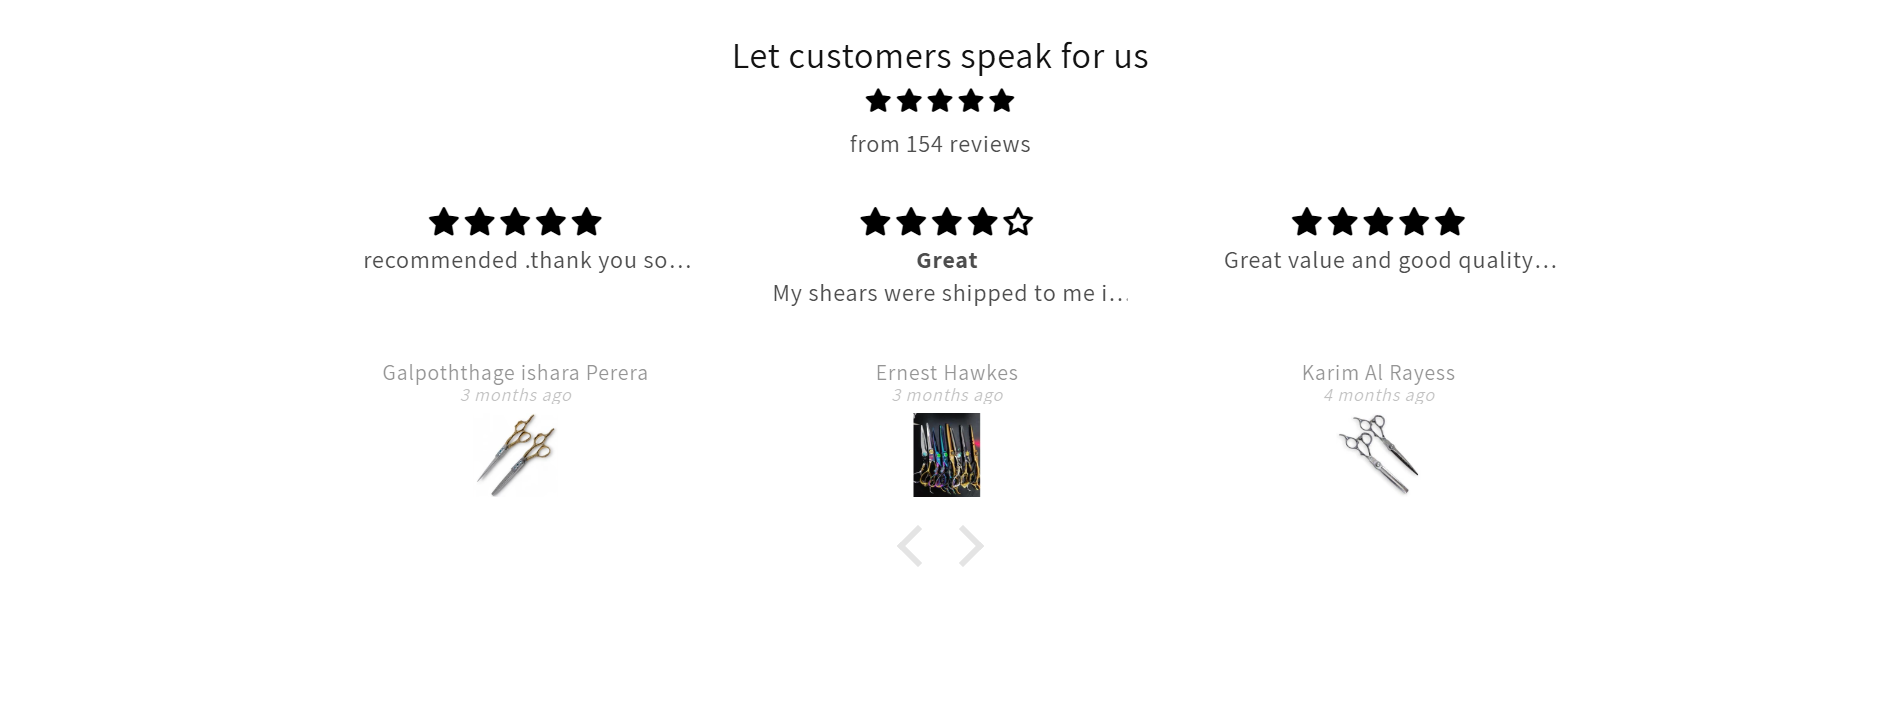 Let customers speak for us
from 154 reviews
recommended .thank you so...
Great
My shears were shipped to me i...
Great value and good quality...
Galpoththage ishara Perera
3 months ago
Ernest Hawkes
3 months ago
Karim Al Rayess
4 months ago